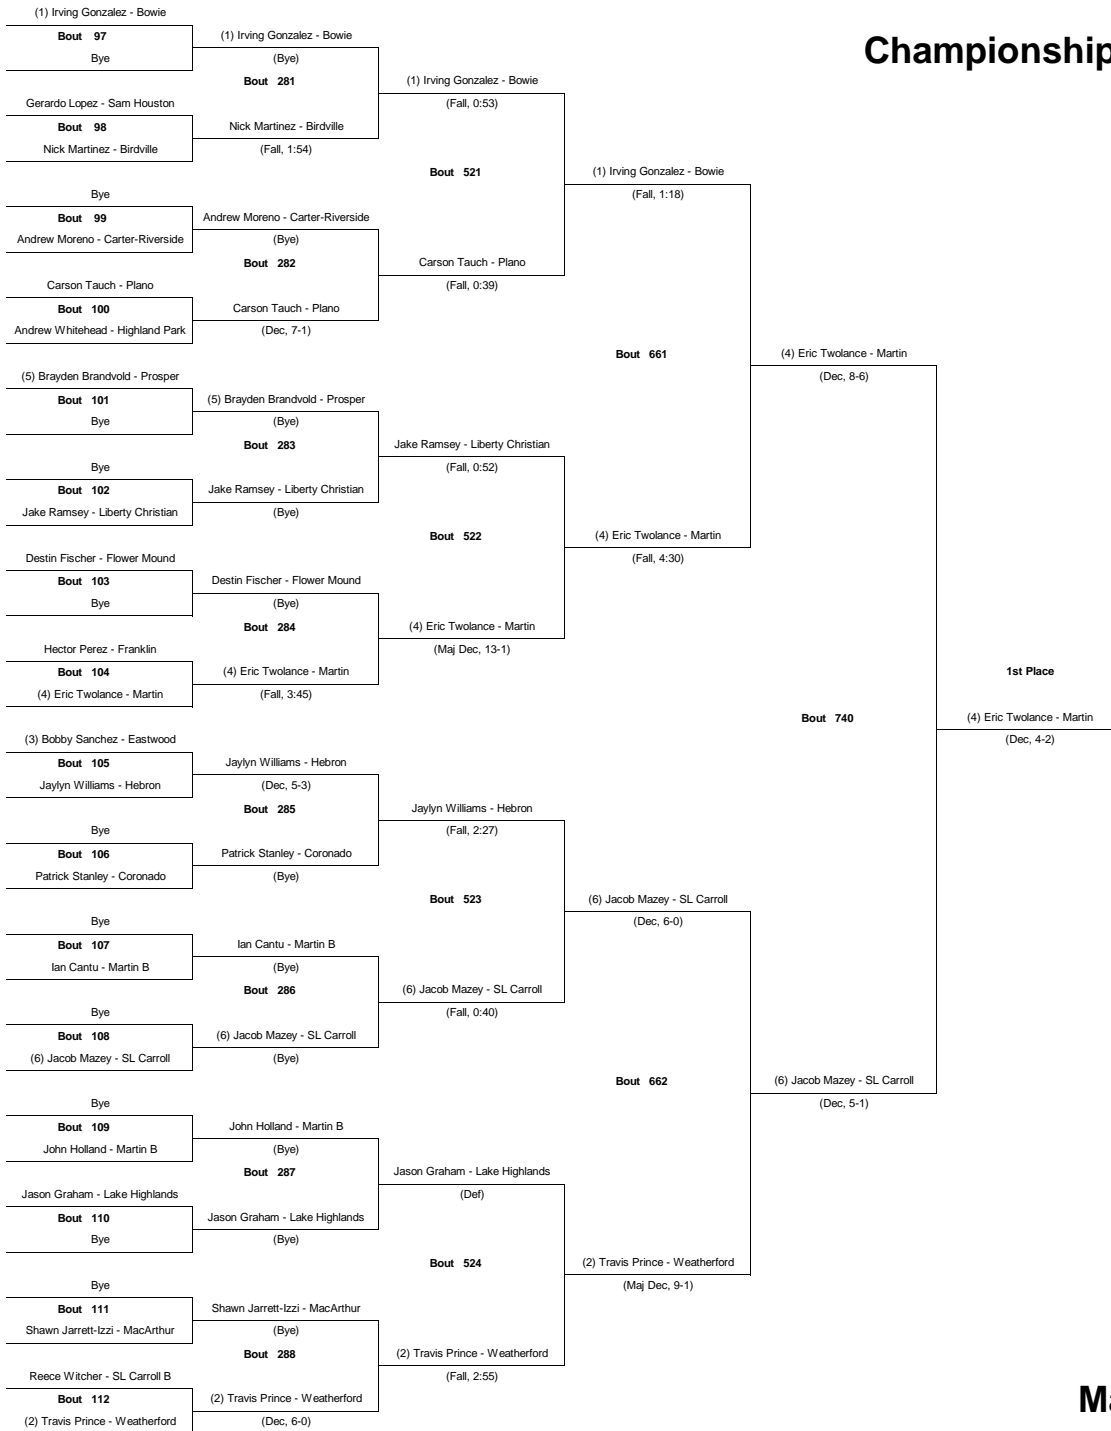 (1) Irving Gonzalez - Bowie
Bout 97
Bye
(1) Irving Gonzalez - Bowie
(Bye)
Bout 281
Gerardo Lopez - Sam Houston
Bout 98
Nick Martinez - Birdville
Nick Martinez - Birdville
(Fall, 1:54)
(1) Irving Gonzalez - Bowie
(Fall, 0:53)
Bout 521
Bye
Bout 99
Andrew Moreno - Carter-Riverside
Andrew Moreno - Carter-Riverside
(Bye)
Bout 282
Carson Tauch - Plano
Bout 100
Andrew Whitehead - Highland Park
Carson Tauch - Plano
(Dec, 7-1)
Carson Tauch - Plano
(Fall, 0:39)
(1) Irving Gonzalez - Bowie
(Fall, 1:18)
Bout 661
(5) Brayden Brandvold - Prosper
Bout 101
Bye
(5) Brayden Brandvold - Prosper
(Bye)
Bout 283
Bye
Bout 102
Jake Ramsey - Liberty Christian
Jake Ramsey - Liberty Christian
(Bye)
Jake Ramsey - Liberty Christian
(Fall, 0:52)
Bout 522
Destin Fischer - Flower Mound
Bout 103
Bye
Destin Fischer - Flower Mound
(Bye)
Bout 284
Hector Perez - Franklin
Bout 104
(4) Eric Twolance - Martin
(4) Eric Twolance - Martin
(Fall, 3:45)
(4) Eric Twolance - Martin
(Maj Dec, 13-1)
(4) Eric Twolance - Martin
(Fall, 4:30)
(4) Eric Twolance - Martin
(Dec, 8-6)
Bout 740
(3) Bobby Sanchez - Eastwood
Bout 105
Jaylyn Williams - Hebron
Jaylyn Williams - Hebron
(Dec, 5-3)
Bout 285
Bye
Bout 106
Patrick Stanley - Coronado
Patrick Stanley - Coronado
(Bye)
Jaylyn Williams - Hebron
(Fall, 2:27)
Bout 523
Bye
Bout 107
Ian Cantu - Martin B
Ian Cantu - Martin B
(Bye)
Bout 286
Bye
Bout 108
(6) Jacob Mazey - SL Carroll
(6) Jacob Mazey - SL Carroll
(Bye)
(6) Jacob Mazey - SL Carroll
(Fall, 0:40)
(6) Jacob Mazey - SL Carroll
(Dec, 6-0)
Bout 662
Bye
Bout 109
John Holland - Martin B
John Holland - Martin B
(Bye)
Bout 287
Jason Graham - Lake Highlands
Bout 110
Bye
Jason Graham - Lake Highlands
(Bye)
Jason Graham - Lake Highlands
(Def)
Bout 524
Bye
Bout 111
Shawn Jarrett-Izzi - MacArthur
Shawn Jarrett-Izzi - MacArthur
(Bye)
Bout 288
Reece Witcher - SL Carroll B
Bout 112
(2) Travis Prince - Weatherford
(2) Travis Prince - Weatherford
(Dec, 6-0)
(2) Travis Prince - Weatherford
(Fall, 2:55)
(2) Travis Prince - Weatherford
(Maj Dec, 9-1)
(6) Jacob Mazey - SL Carroll
(Dec, 5-1)
1st Place
(4) Eric Twolance - Martin
(Dec, 4-2)
Championship
Ma